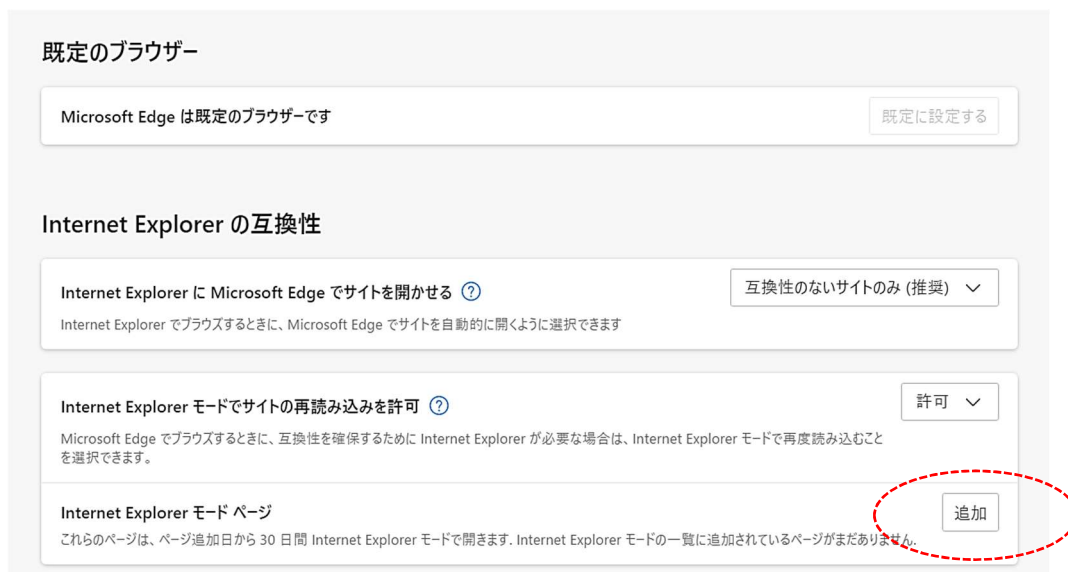 既定のブラウザー
Microsoft Edge は既定のブラウザーです
既定に設定する
Internet Explorer の互換性
Internet Explorer に Microsoft Edge でサイトを開かせる ?
互換性のないサイトのみ (推奨)
Internet Explorer でブラウズするときに、Microsoft Edge でサイトを自動的に開くように選択できます
Internet Explorer モードでサイトの再読み込みを許可 ?
許可
Microsoft Edge でブラウズするときに、互換性を確保するために Internet Explorer が必要な場合は、Internet Explorer モードで再度読み込むこと
を選択できます。
Internet Explorer モード ページ
追加
これらのページは、ページ追加日から 30 日間 Internet Explorer モードで開きます. Internet Explorer モードの一覧に追加されているページがまだありません.